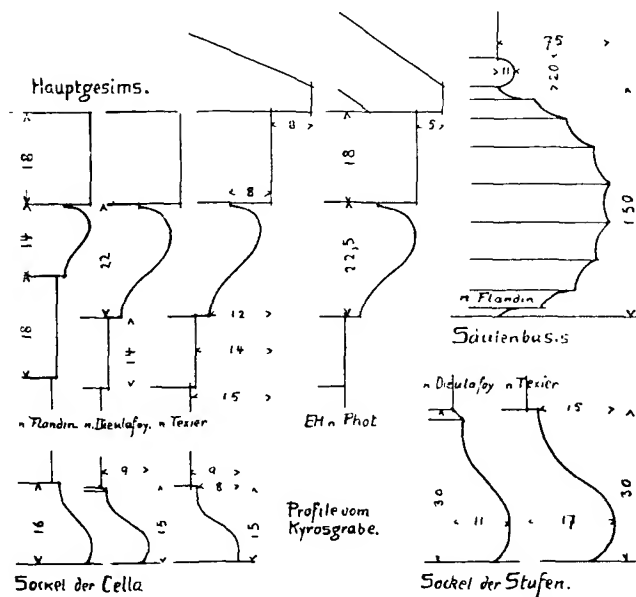 Hauptgesims.
75
11
20
8
5
18
18
8
14
22
22,5
150
12
18
14
14
15
n Flandin
Säulenbasis
n Flandin n. Dieulafoy. n Texier
EH n Phot
n Dieulafoy n Texier
15
9
9
8
16
15
15
30
11
17
30
Profile vom
Kyrosgrabe.
Sockel der Cella
Sockel der Stufen.